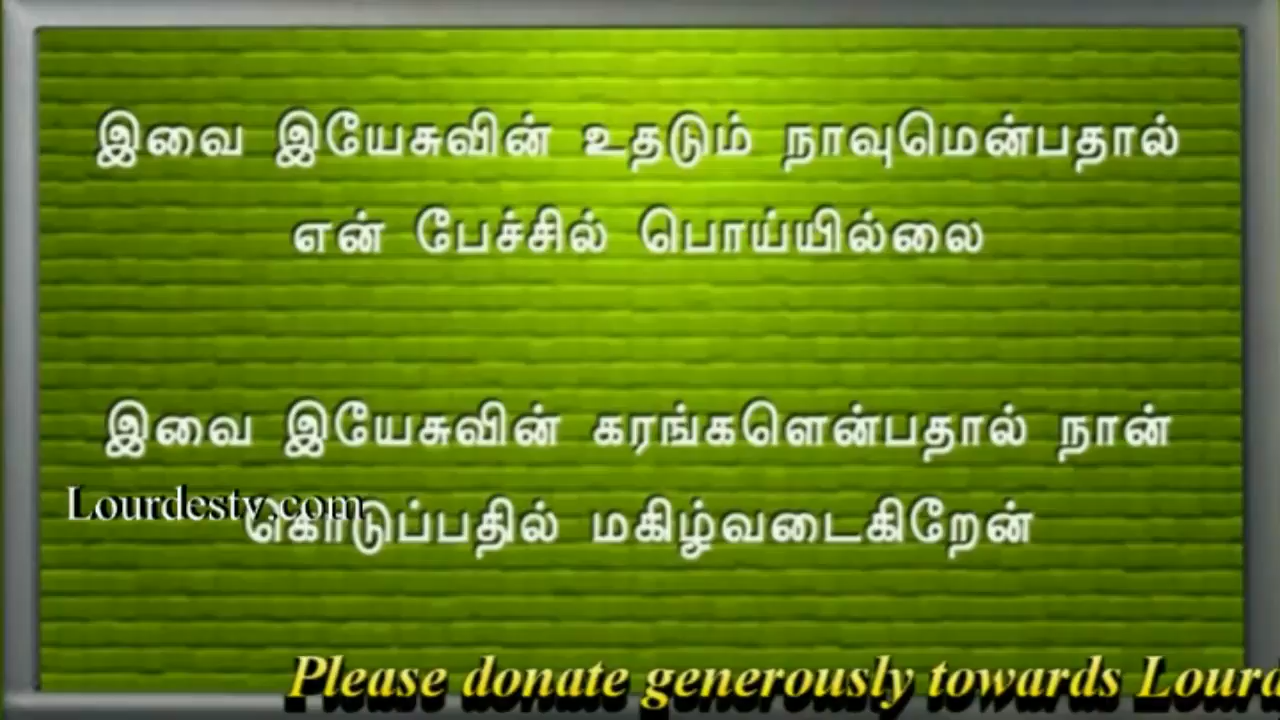 இவை இயேசுவின் உதடும் நாவுமென்பதால்
என் பேச்சில் பொய்யில்லை
இவை இயேசுவின் கரங்களென்பதால் நான்
Lourdestv.com
கொடுப்பதில் மகிழ்வடைகிறேன்
Please donate generously towards